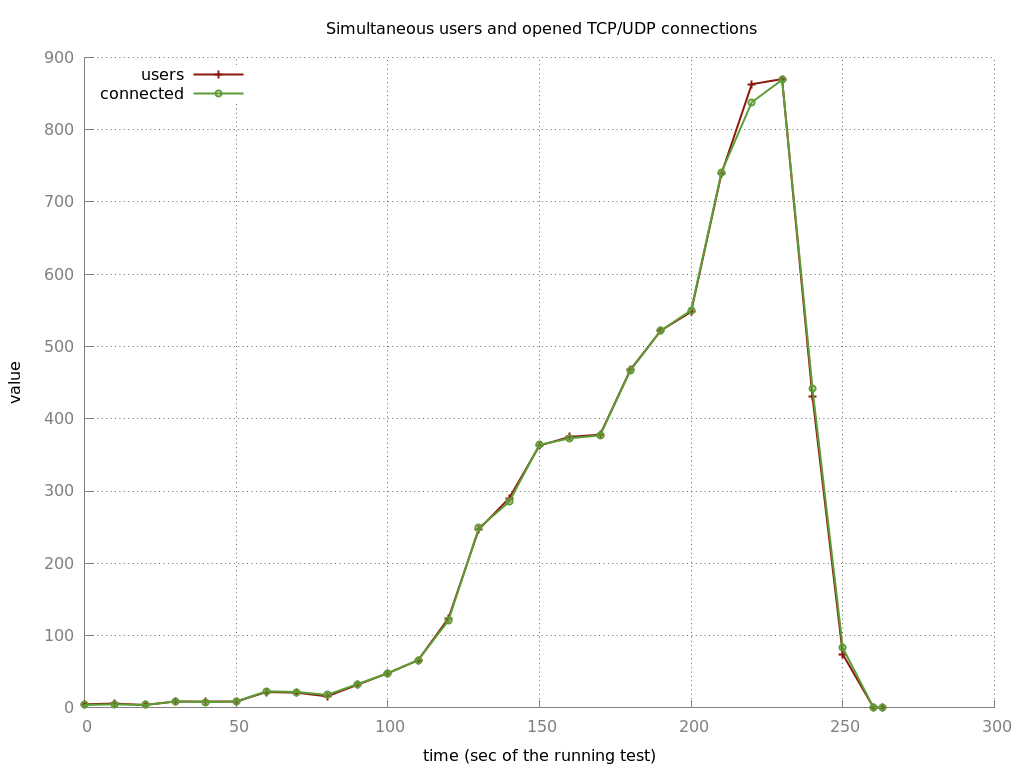 Simultaneous users and opened TCP/UDP connections
900
users
connected
800
700
600
500
value
400
300
200
100
0
0 50 100 150 200 250 300
time (sec of the running test)